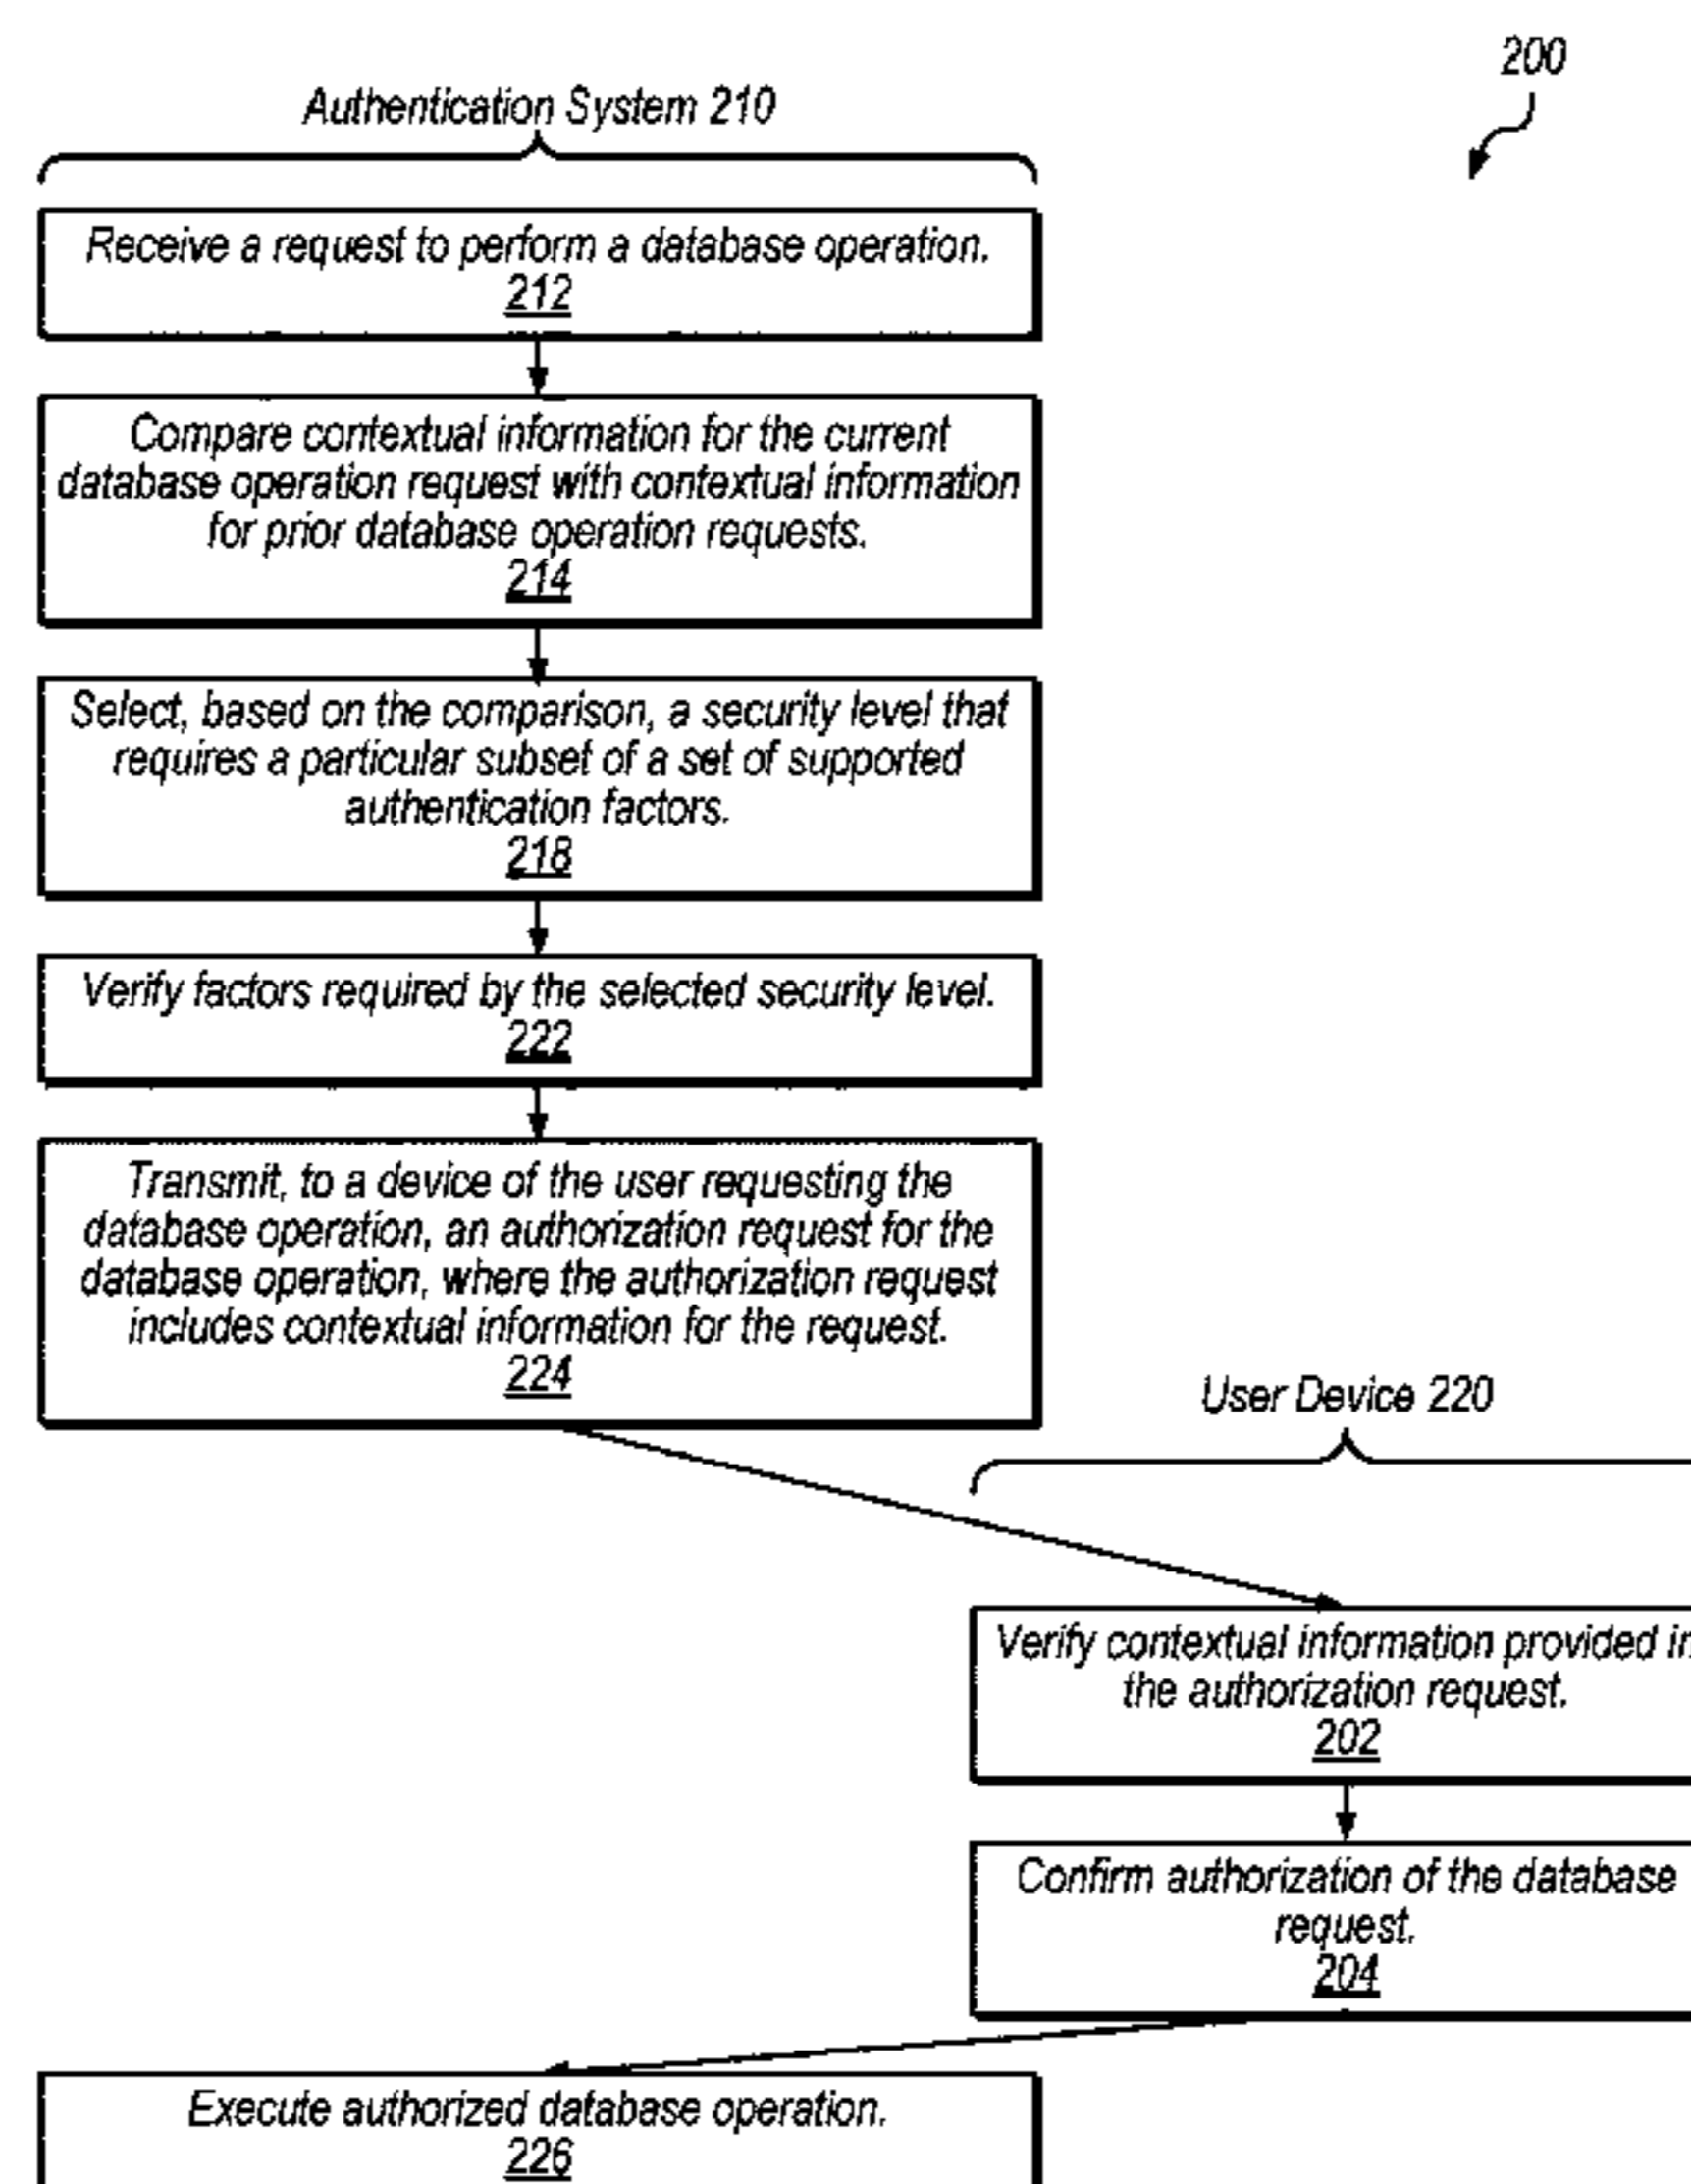 200
Authentication System 210
Receive a request to perform a database operation.
212
Compare contextual information for the current
database operation request with contextual information
for prior database operation requests.
214
Select, based on the comparison, a security level that
requires a particular subset of a set of supported
authentication factors.
218
Verify factors required by the selected security level.
222
Transmit, to a device of the user requesting the
database operation, an authorization request for the
database operation, where the authorization request
includes contextual information for the request.
224
User Device 220
Verify contextual information provided in
the authorization request.
202
Confirm authorization of the database
request.
204
Execute authorized database operation.
226